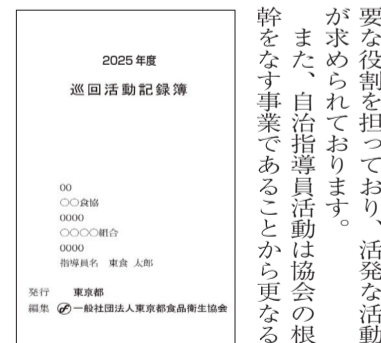 要な役割を担っており、活発な活動
が求められております。
また、自治指導員活動は協会の根
幹をなす事業であることから更なる
2025年度
巡回活動記録簿
00
○○食協
0000
○○○○組合
0000
指導員名 東食 太郎
発行 東京都
編集 一般社団法人東京都食品衛生協会